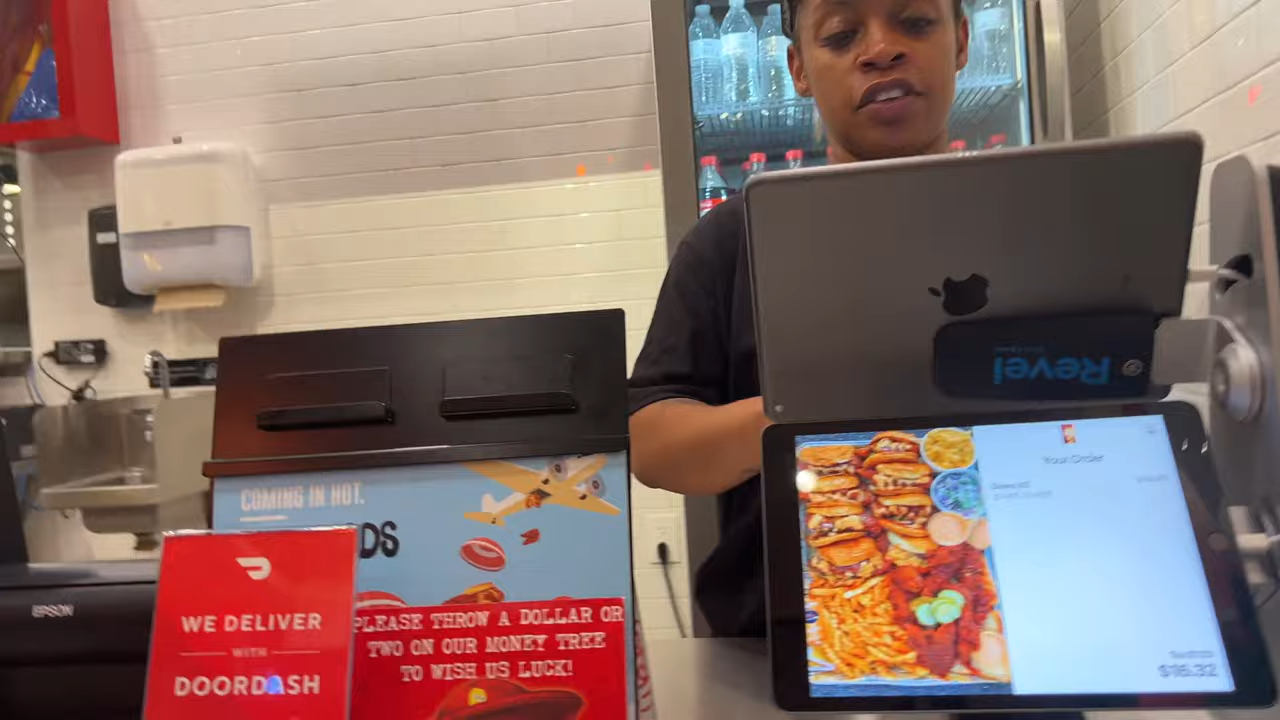 COMING IN HOT.
DS
WE DELIVER
WITH
DOORDASH
PLEASE THROW A DOLLAR OR
TWO ON OUR MONEY TREE
TO WISH US LUCK!
EPSON
Revel
Your Order
$16.32